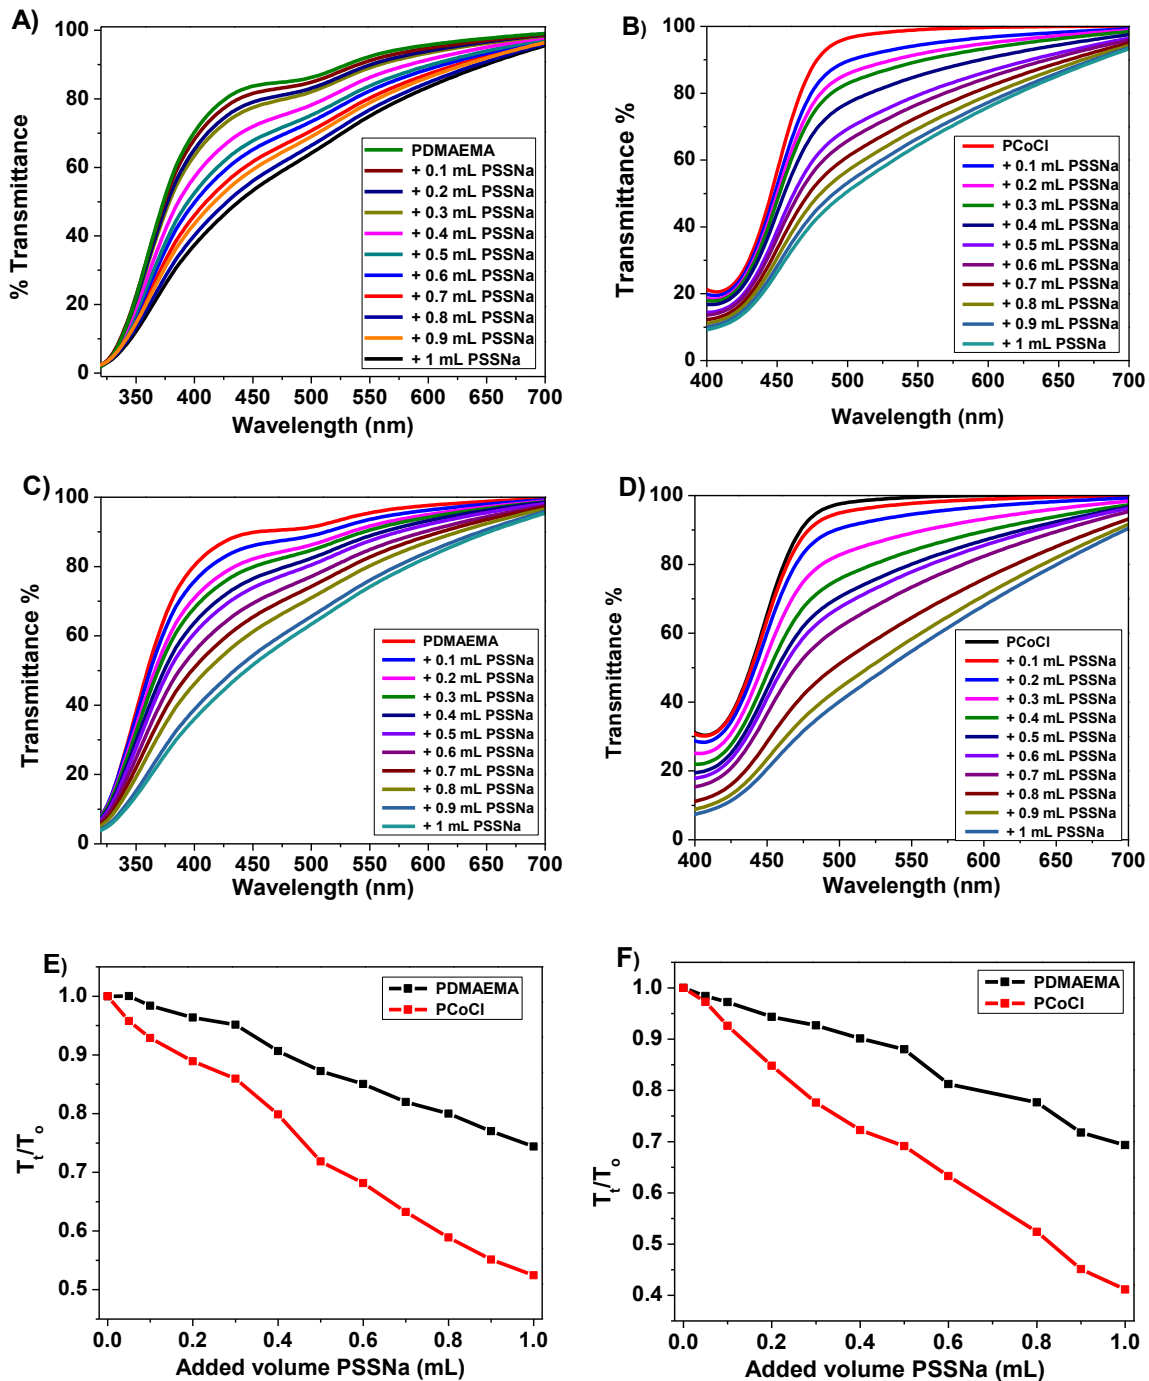 A)
% Transmittance
100
80
60
40
20
0
PDMAEMA
+ 0.1 mL PSSNa
+ 0.2 mL PSSNa
+ 0.3 mL PSSNa
+ 0.4 mL PSSNa
+ 0.5 mL PSSNa
+ 0.6 mL PSSNa
+ 0.7 mL PSSNa
+ 0.8 mL PSSNa
+ 0.9 mL PSSNa
+ 1 mL PSSNa
350 400 450 500 550 600 650 700
Wavelength (nm)
B)
Transmittance %
100
80
60
40
20
0
PCoCl
+ 0.1 mL PSSNa
+ 0.2 mL PSSNa
+ 0.3 mL PSSNa
+ 0.4 mL PSSNa
+ 0.5 mL PSSNa
+ 0.6 mL PSSNa
+ 0.7 mL PSSNa
+ 0.8 mL PSSNa
+ 0.9 mL PSSNa
+ 1 mL PSSNa
400 450 500 550 600 650 700
Wavelength (nm)
C)
Transmittance %
100
80
60
40
20
0
PDMAEMA
+ 0.1 mL PSSNa
+ 0.2 mL PSSNa
+ 0.3 mL PSSNa
+ 0.4 mL PSSNa
+ 0.5 mL PSSNa
+ 0.6 mL PSSNa
+ 0.7 mL PSSNa
+ 0.8 mL PSSNa
+ 0.9 mL PSSNa
+ 1 mL PSSNa
350 400 450 500 550 600 650 700
Wavelength (nm)
D)
Transmittance %
100
80
60
40
20
0
PCoCl
+ 0.1 mL PSSNa
+ 0.2 mL PSSNa
+ 0.3 mL PSSNa
+ 0.4 mL PSSNa
+ 0.5 mL PSSNa
+ 0.6 mL PSSNa
+ 0.7 mL PSSNa
+ 0.8 mL PSSNa
+ 0.9 mL PSSNa
+ 1 mL PSSNa
400 450 500 550 600 650 700
Wavelength (nm)
E)
Tt/To
1.0
0.9
0.8
0.7
0.6
0.5
PDMAEMA
PCoCl
0.0 0.2 0.4 0.6 0.8 1.0
Added volume PSSNa (mL)
F)
Tt/To
1.0
0.9
0.8
0.7
0.6
0.5
0.4
PDMAEMA
PCoCl
0.0 0.2 0.4 0.6 0.8 1.0
Added volume PSSNa (mL)